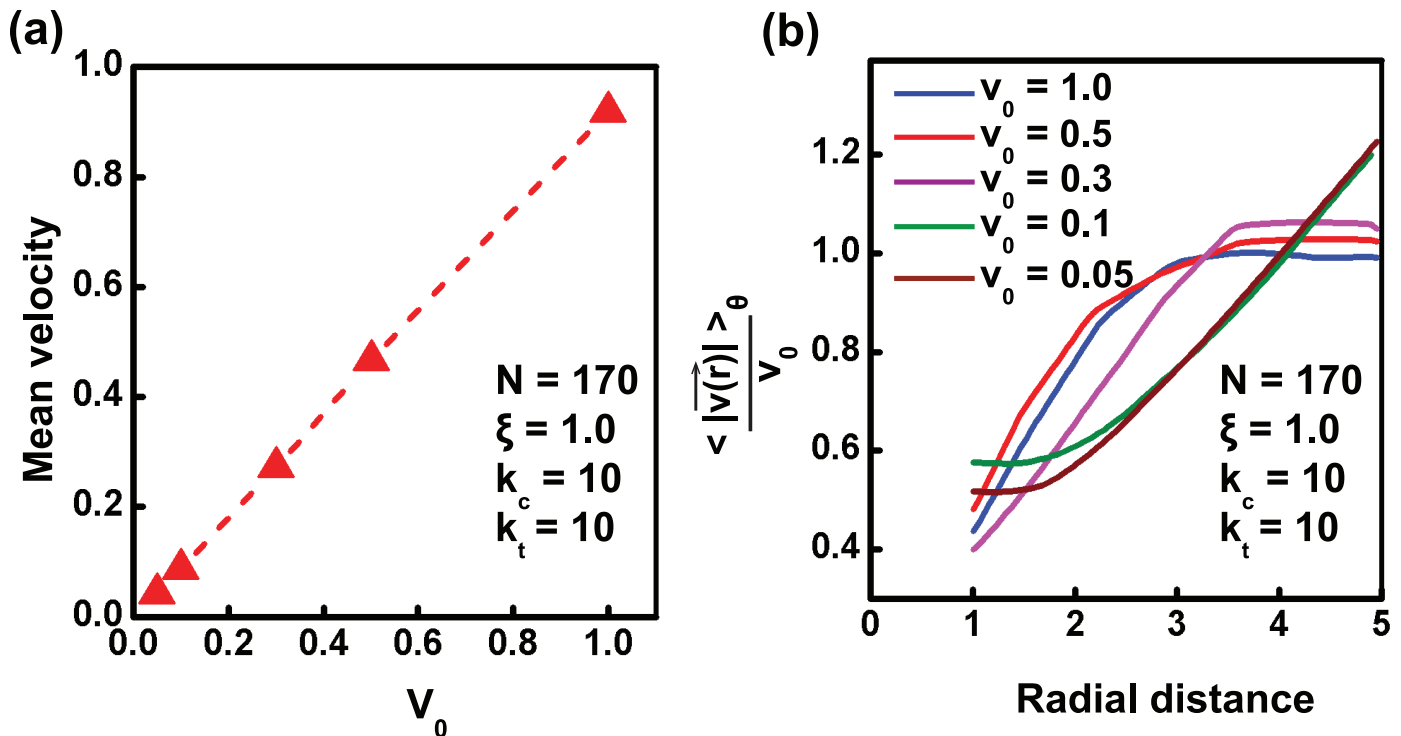 (a)
1.0
0.8
0.6
0.4
0.2
0.0
Mean velocity
N = 170
ξ = 1.0
k_c = 10
k_t = 10
0.0 0.2 0.4 0.6 0.8 1.0
V_0
(b)
v_0 = 1.0
v_0 = 0.5
v_0 = 0.3
v_0 = 0.1
v_0 = 0.05
1.2
1.0
0.8
0.6
0.4
< |v(r)| >_θ
v_0
N = 170
ξ = 1.0
k_c = 10
k_t = 10
0 1 2 3 4 5
Radial distance